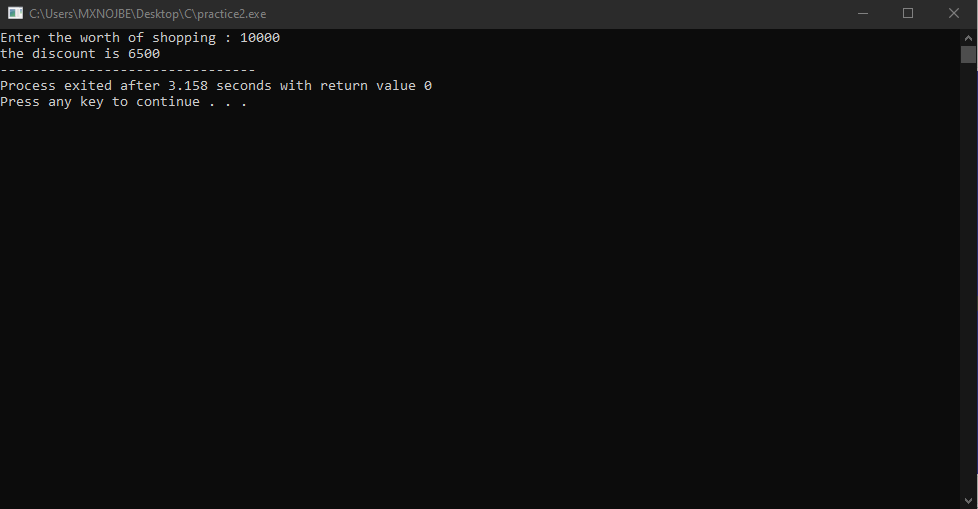 C:\Users\MXNOJBE\Desktop\C\practice2.exe
Enter the worth of shopping : 10000
the discount is 6500
--------------------------------
Process exited after 3.158 seconds with return value 0
Press any key to continue . . .